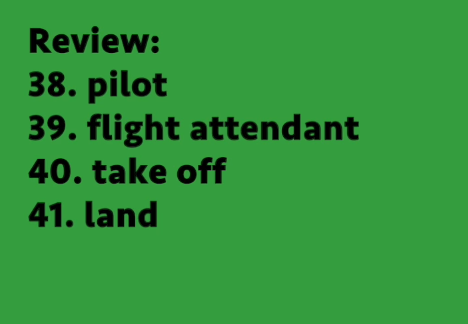 Review:
38. pilot
39. flight attendant
40. take off
41. land